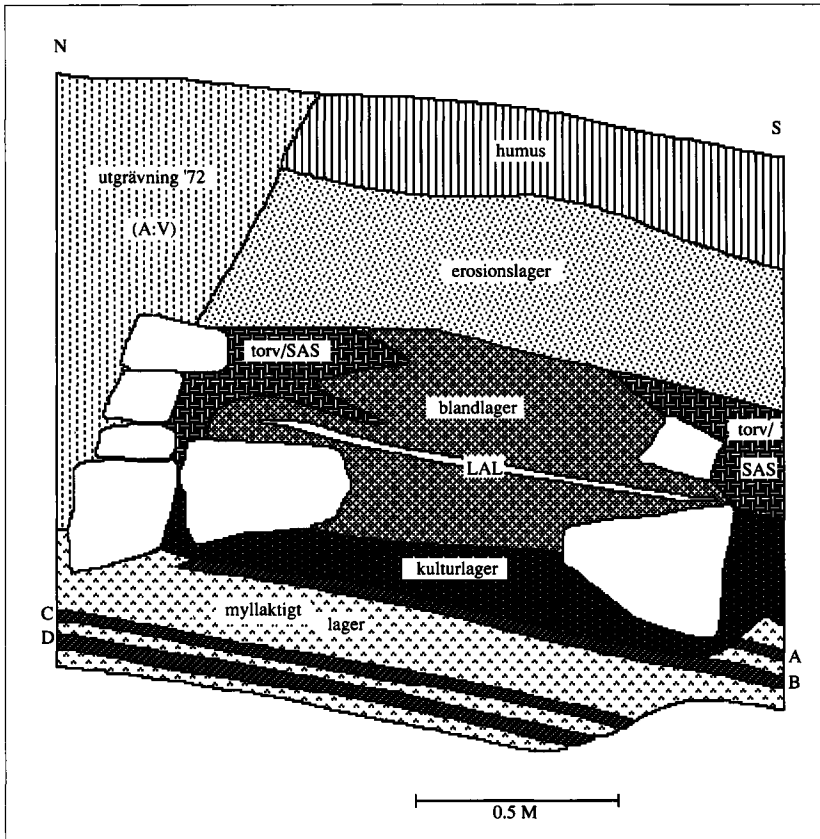 N
S
humus
utgrävning '72
(A.V)
erosionslager
torv/SAS
blandlager
torv/
SAS
LAL
kulturlager
myllaktigt
lager
C
D
A
B
0.5 M